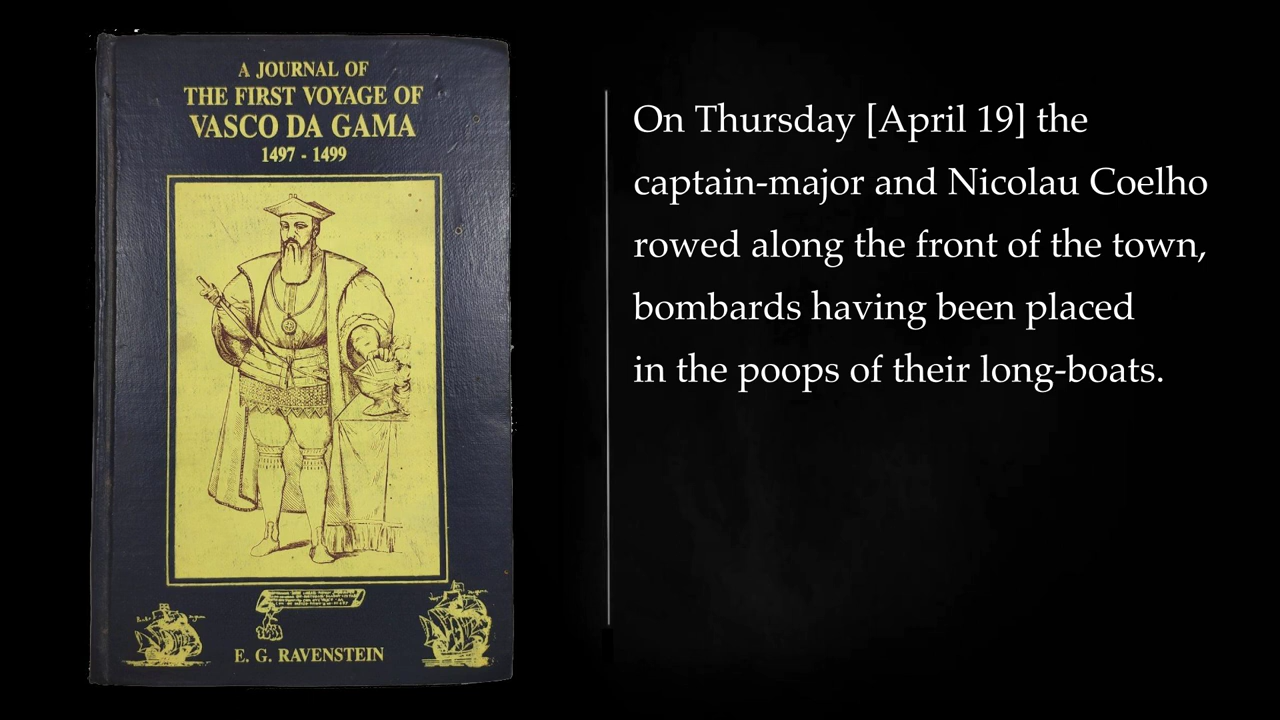 A JOURNAL OF
THE FIRST VOYAGE OF
VASCO DA GAMA
1497 - 1499
E. G. RAVENSTEIN
On Thursday [April 19] the
captain-major and Nicolau Coelho
rowed along the front of the town,
bombards having been placed
in the poops of their long-boats.